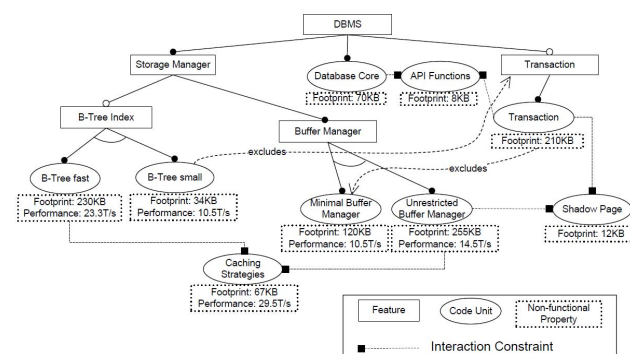 DBMS
Storage Manager
Database Core
API Functions
Transaction
Footprint: 70KB
Footprint: 8KB
B-Tree Index
Buffer Manager
Transaction
Footprint: 210KB
excludes
excludes
B-Tree fast
B-Tree small
Footprint: 230KB
Performance: 23.3T/s
Footprint: 34KB
Performance: 10.5T/s
Minimal Buffer
Manager
Unrestricted
Buffer Manager
Shadow Page
Footprint: 120KB
Performance: 10.5T/s
Footprint: 255KB
Performance: 14.5T/s
Footprint: 12KB
Caching
Strategies
Footprint: 67KB
Performance: 29.5T/s
Feature
Code Unit
Non-functional
Property
Interaction Constraint